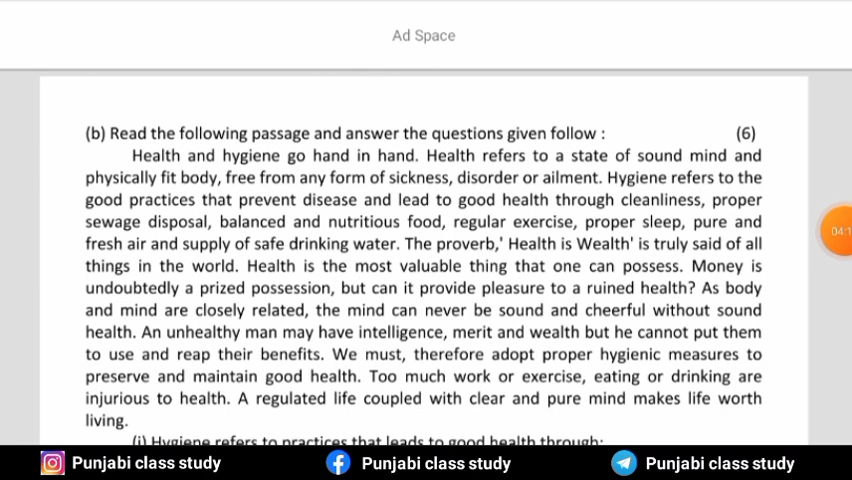 Ad Space
(b) Read the following passage and answer the questions given follow : (6)
Health and hygiene go hand in hand. Health refers to a state of sound mind and
physically fit body, free from any form of sickness, disorder or ailment. Hygiene refers to the
good practices that prevent disease and lead to good health through cleanliness, proper
sewage disposal, balanced and nutritious food, regular exercise, proper sleep, pure and
fresh air and supply of safe drinking water. The proverb,' Health is Wealth' is truly said of all
things in the world. Health is the most valuable thing that one can possess. Money is
undoubtedly a prized possession, but can it provide pleasure to a ruined health? As body
and mind are closely related, the mind can never be sound and cheerful without sound
health. An unhealthy man may have intelligence, merit and wealth but he cannot put them
to use and reap their benefits. We must, therefore adopt proper hygienic measures to
preserve and maintain good health. Too much work or exercise, eating or drinking are
injurious to health. A regulated life coupled with clear and pure mind makes life worth
living.
(i) Hygiene refers to practices that leads to good health through:
Punjabi class study Punjabi class study Punjabi class study